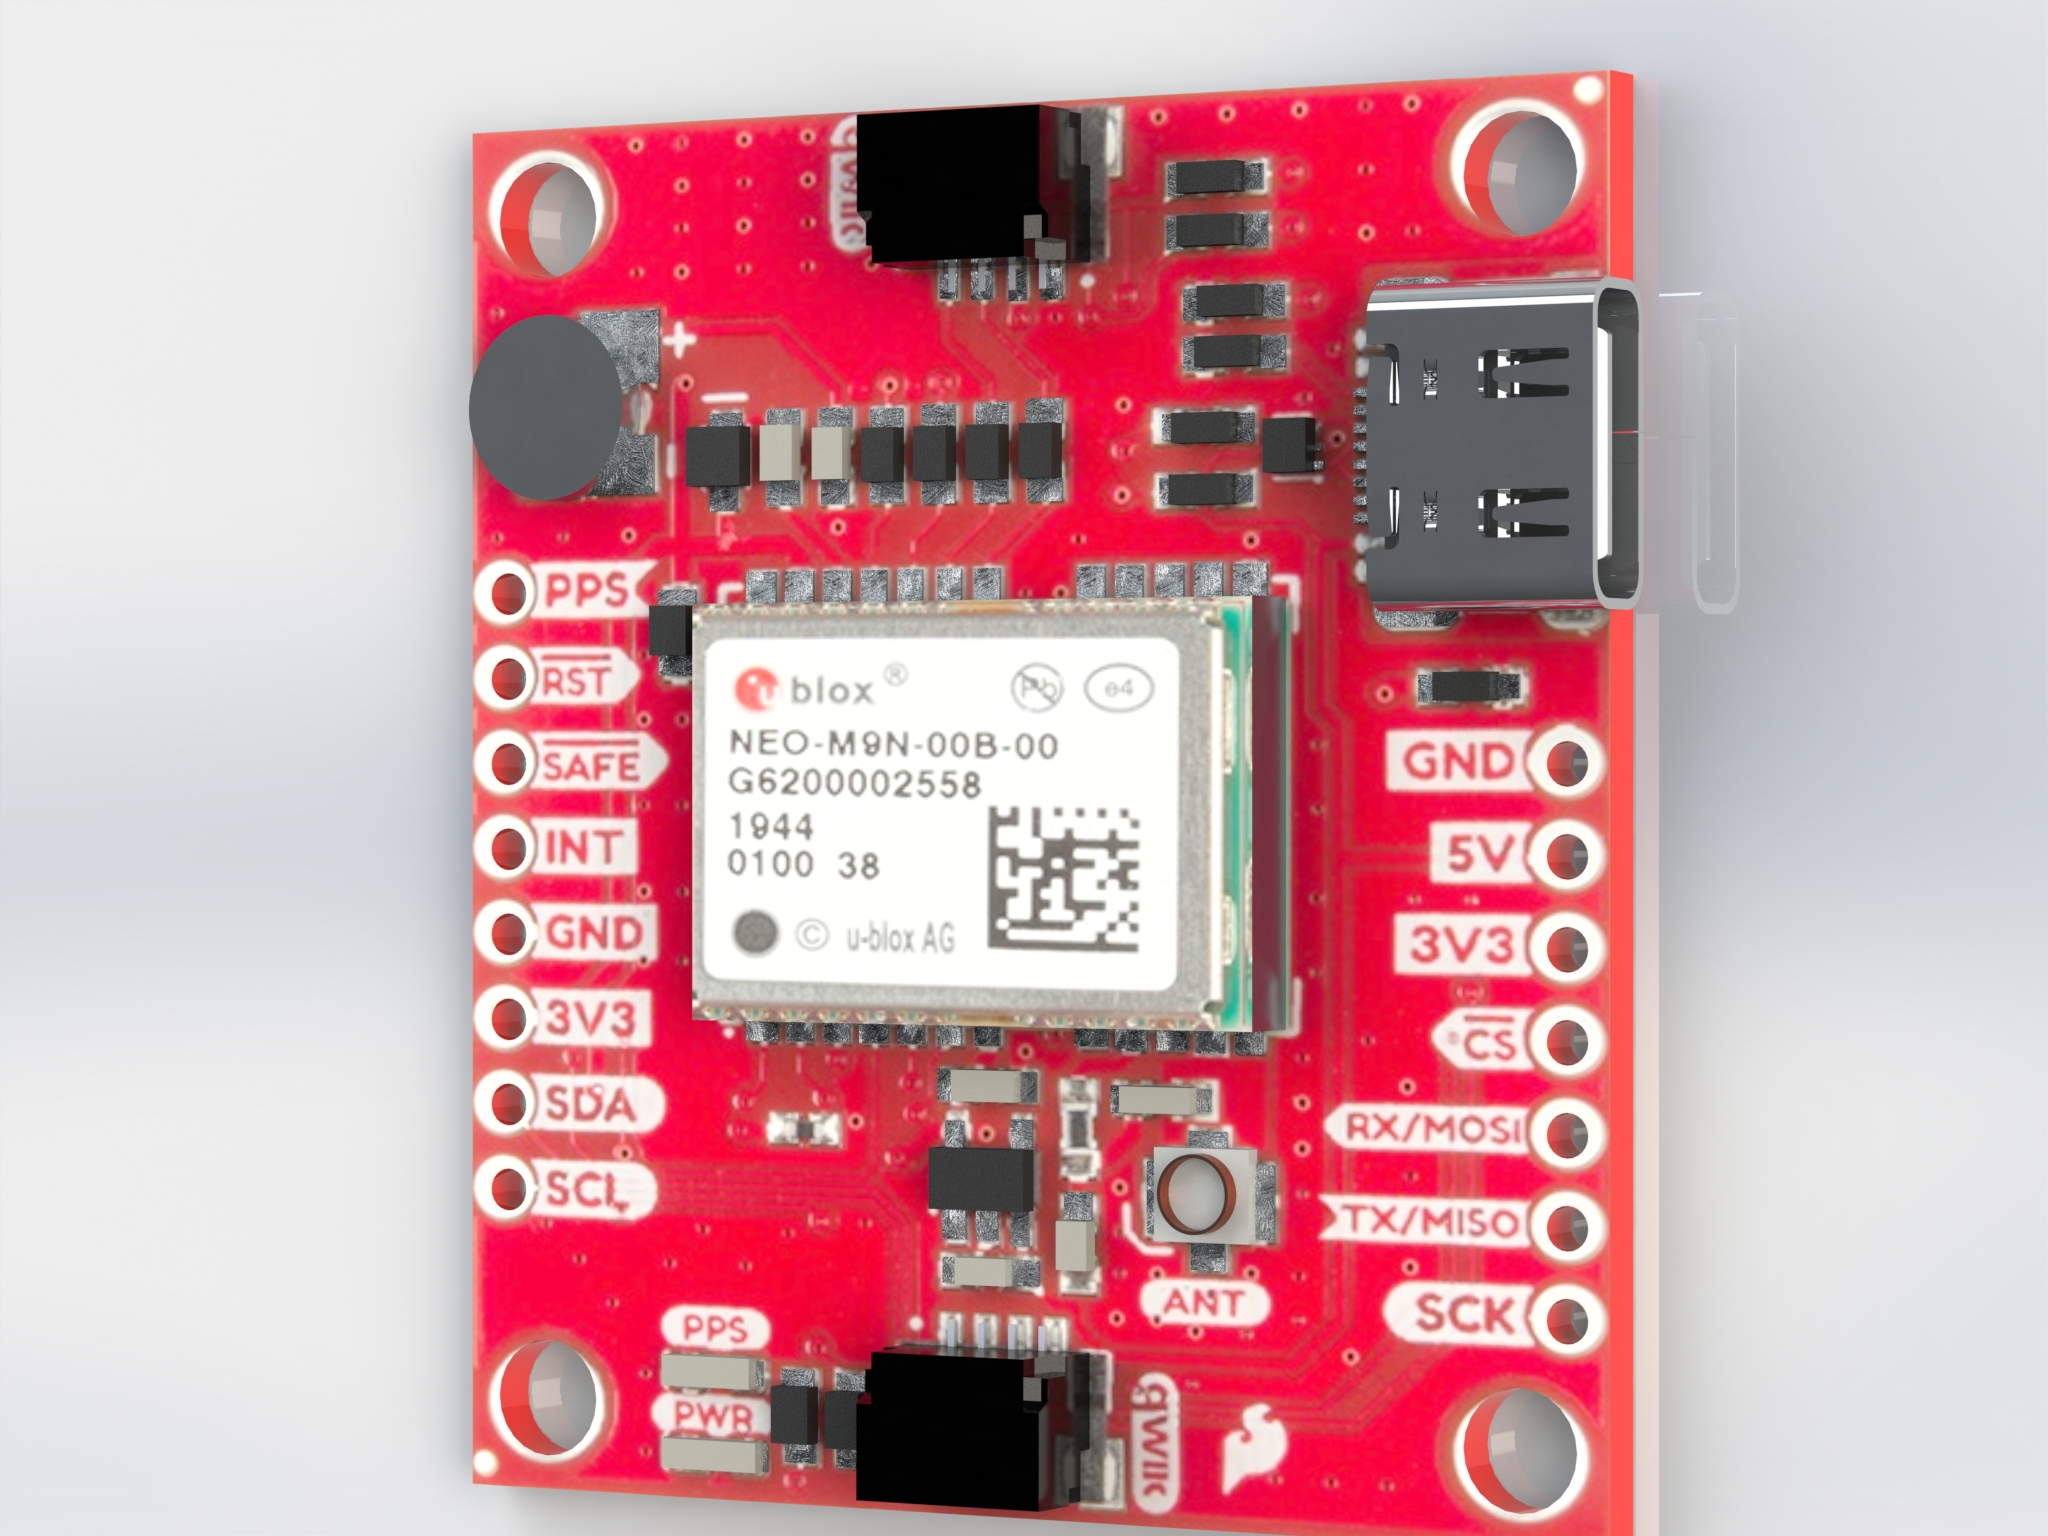 qwiic
PPS
RST
SAFE
INT
GND
3V3
SDA
SCL
u blox ®
Pb
e4
NEO-M9N-00B-00
G6200002558
1944
0100 38
© u-blox AG
GND
5V
3V3
CS
RX/MOSI
TX/MISO
SCK
ANT
PPS
PWR
qwiic